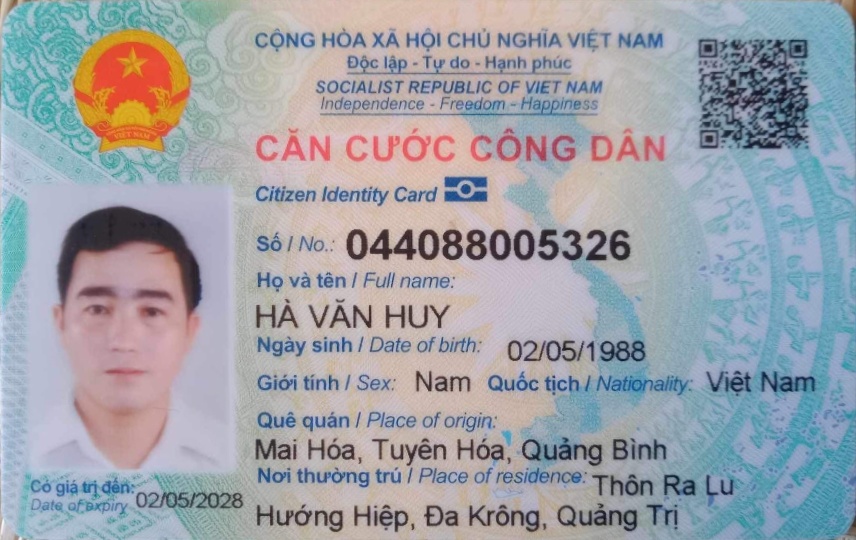 CỘNG HÒA XÃ HỘI CHỦ NGHĨA VIỆT NAM
Độc lập - Tự do - Hạnh phúc
SOCIALIST REPUBLIC OF VIET NAM
Independence - Freedom - Happiness
CĂN CƯỚC CÔNG DÂN
Citizen Identity Card
Số / No.: 044088005326
Họ và tên / Full name:
HÀ VĂN HUY
Ngày sinh / Date of birth: 02/05/1988
Giới tính / Sex: Nam Quốc tịch / Nationality: Việt Nam
Quê quán / Place of origin:
Mai Hóa, Tuyên Hóa, Quảng Bình
Nơi thường trú / Place of residence: Thôn Ra Lu
Hướng Hiệp, Đa Krông, Quảng Trị
Có giá trị đến: 02/05/2028
Date of expiry
VIỆT NAM